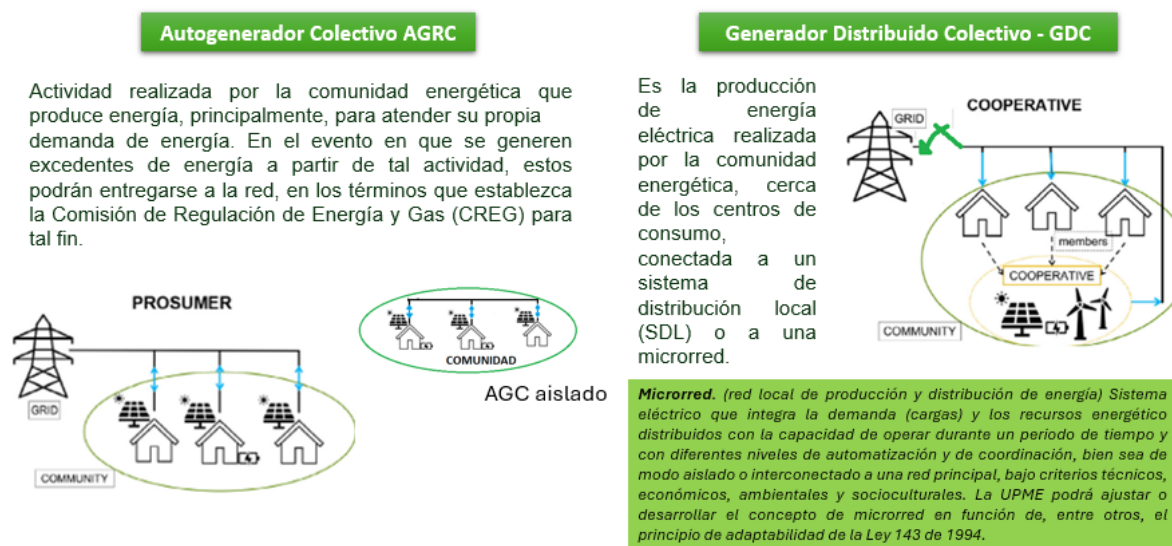 Autogenerador Colectivo AGRC
Actividad realizada por la comunidad energética que
produce energía, principalmente, para atender su propia
demanda de energía. En el evento en que se generen
excedentes de energía a partir de tal actividad, estos
podrán entregarse a la red, en los términos que establezca
la Comisión de Regulación de Energía y Gas (CREG) para
tal fin.
PROSUMER
GRID
COMMUNITY
COMUNIDAD
AGC aislado
Generador Distribuido Colectivo - GDC
Es la producción
de energía
eléctrica realizada
por la comunidad
energética, cerca
de los centros de
consumo,
conectada a un
sistema de
distribución local
(SDL) o a una
microrred.
COOPERATIVE
GRID
members
COOPERATIVE
COMMUNITY
Microrred. (red local de producción y distribución de energía) Sistema
eléctrico que integra la demanda (cargas) y los recursos energético
distribuidos con la capacidad de operar durante un periodo de tiempo y
con diferentes niveles de automatización y de coordinación, bien sea de
modo aislado o interconectado a una red principal, bajo criterios técnicos,
económicos, ambientales y socioculturales. La UPME podrá ajustar o
desarrollar el concepto de microrred en función de, entre otros, el
principio de adaptabilidad de la Ley 143 de 1994.